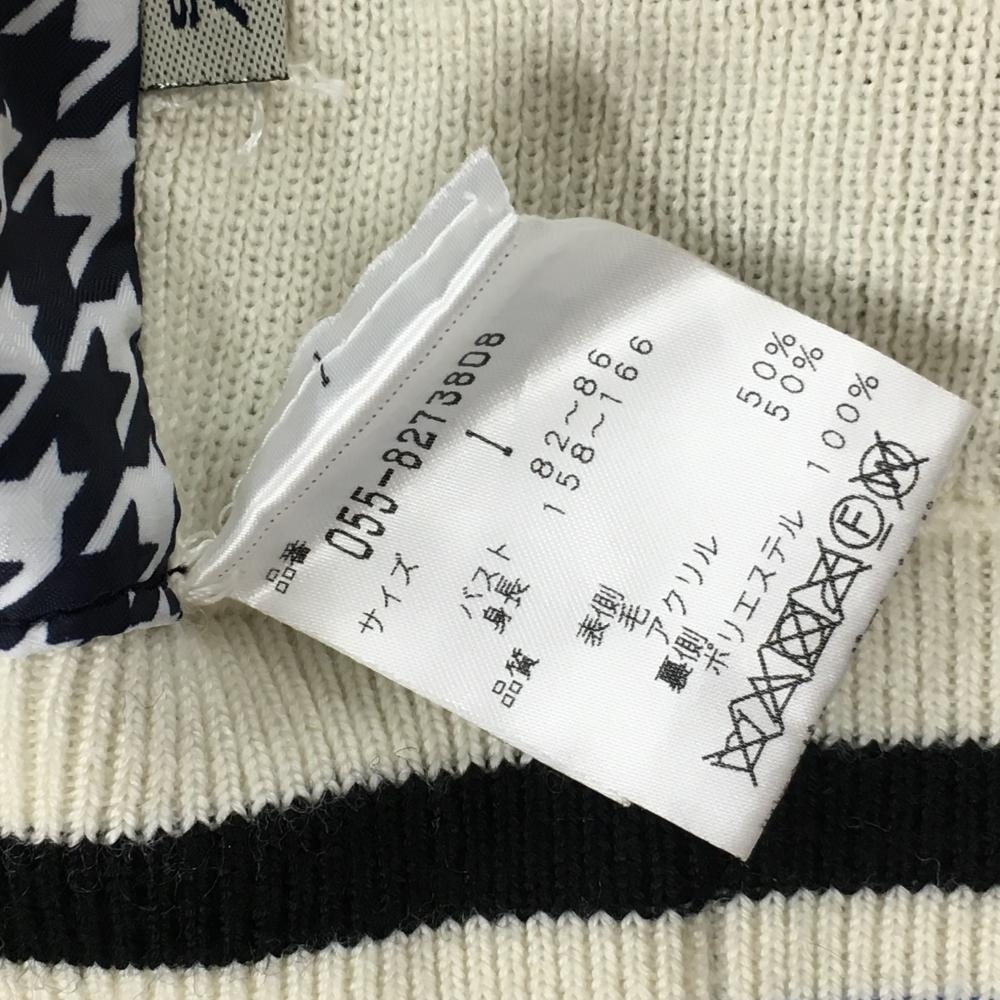 品番 055-8273808
サイズ 1
バスト 82~86
身長 158~166
品質
表側
毛 50%
アクリル 50%
裏側
ポリエステル 100%
F W